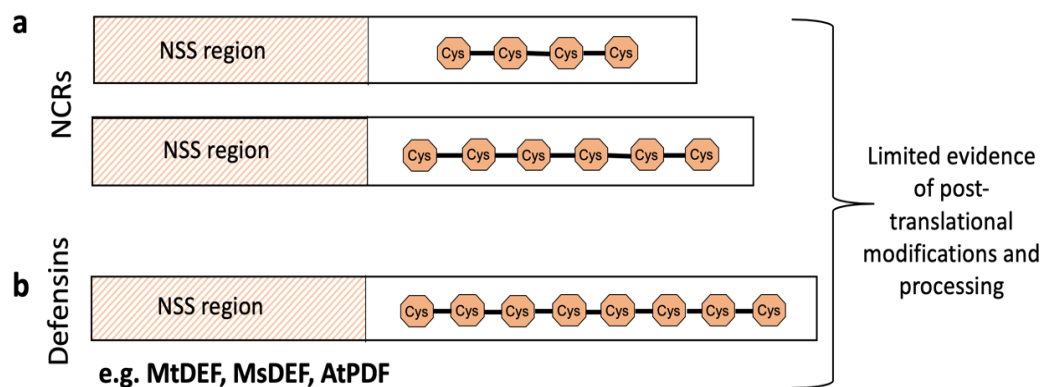 a
NCRs
NSS region
Cys Cys Cys Cys
NSS region
Cys Cys Cys Cys Cys Cys
b
Defensins
NSS region
Cys Cys Cys Cys Cys Cys Cys Cys
e.g. MtDEF, MsDEF, AtPDF
Limited evidence
of post-
translational
modifications and
processing